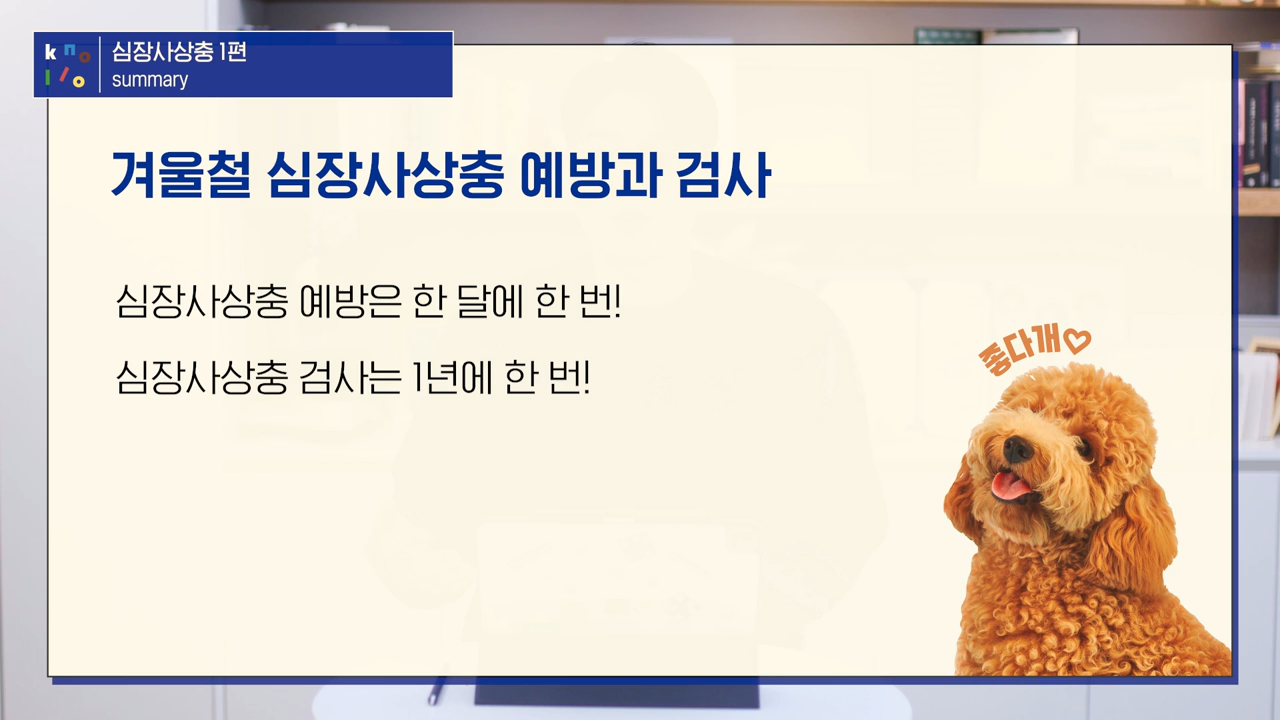 knollo
심장사상충 1편
summary
겨울철 심장사상충 예방과 검사
심장사상충 예방은 한 달에 한 번!
심장사상충 검사는 1년에 한 번!
좋다개♡